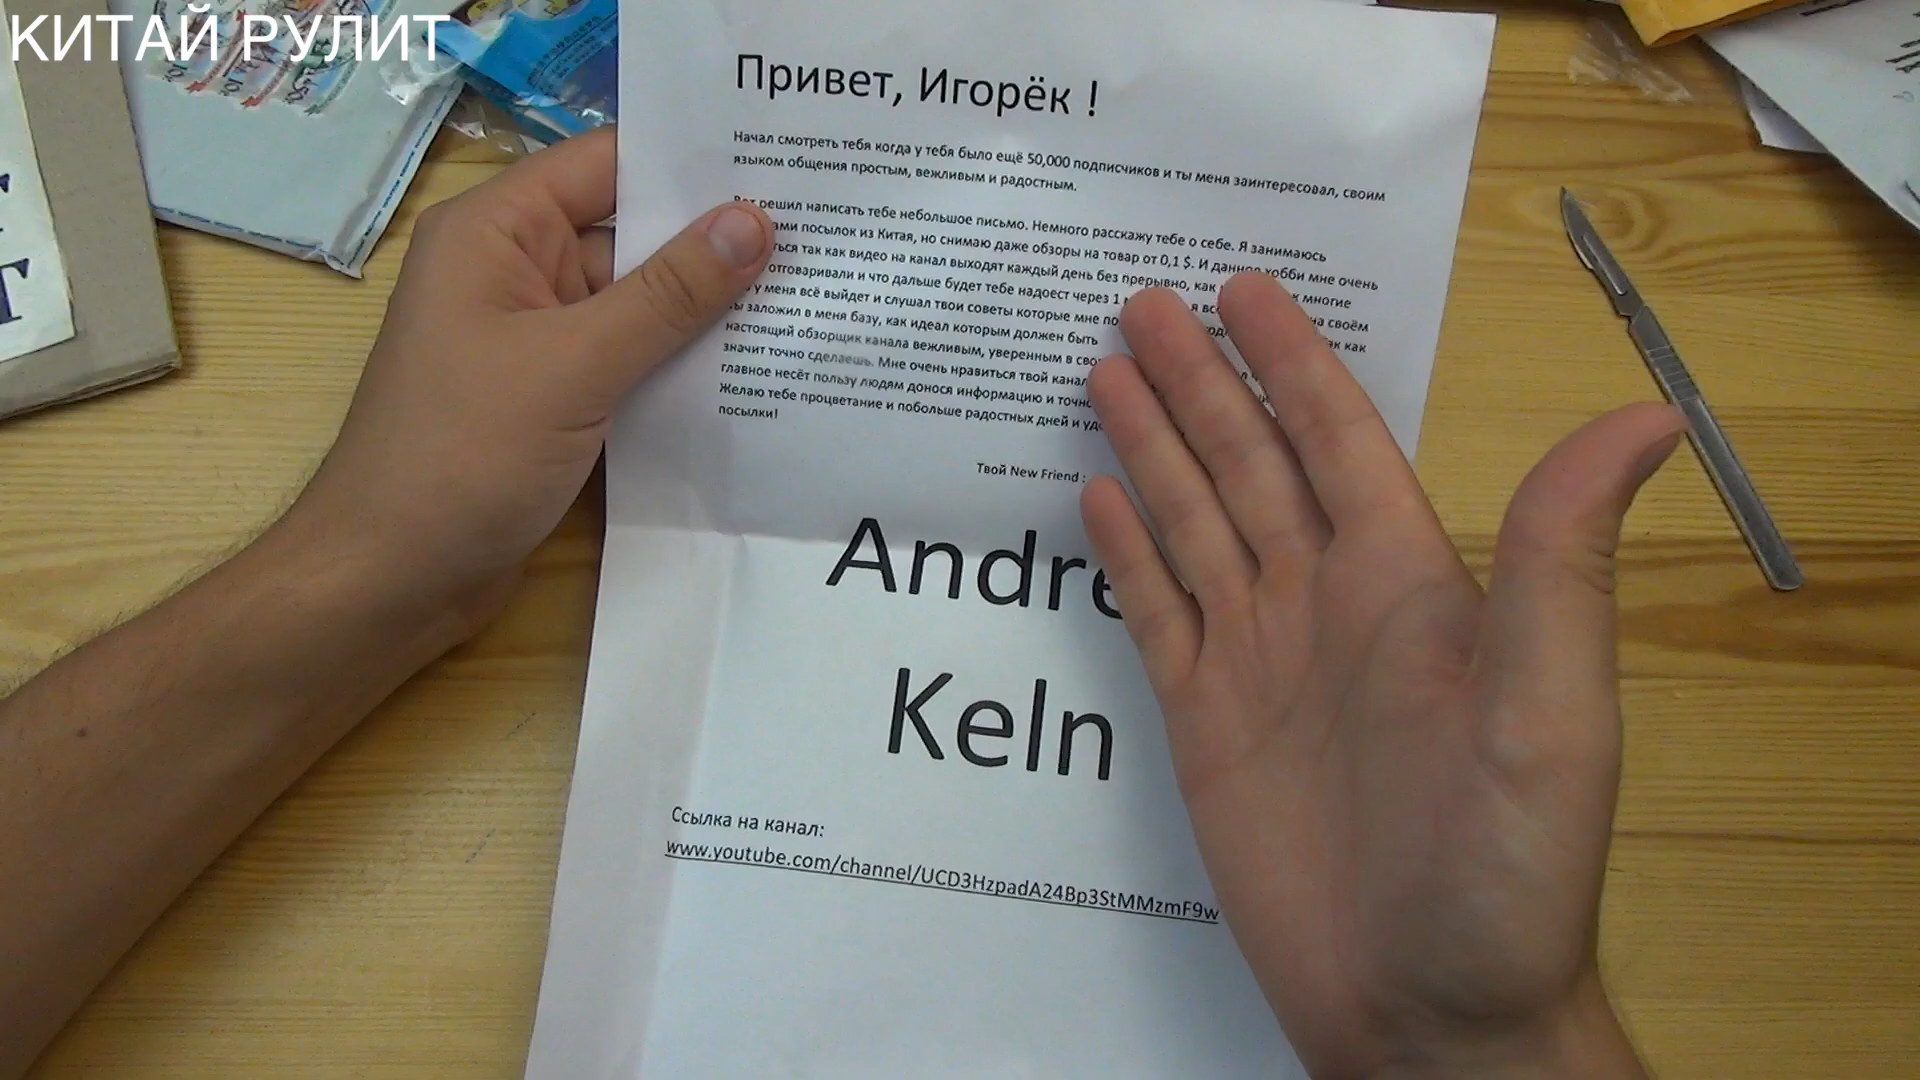 КИТАЙ РУЛИТ
Привет, Игорёк !
Начал смотреть тебя когда у тебя было ещё 50,000 подписчиков и ты меня заинтересовал, своим
языком общения простым, вежливым и радостным.
решил написать тебе небольшое письмо. Немного расскажу тебе о себе. Я занимаюсь
посылок из Китая, но снимаю даже обзоры на товар от 0,1 $. И данное хобби мне очень
так как видео на канал выходят каждый день без прерывно, как многие
отговаривали и что дальше будет тебе надоест через 1 я на своём
у меня всё выйдет и слушал твои советы которые мне как
заложил в меня базу, как идеал которым должен быть
настоящий обзорщик канала вежливым, уверенным в
значит точно сделаешь. Мне очень нравиться твой канал
главное несёт пользу людям донося информацию и
Желаю тебе процветание и побольше радостных дней и
посылки!
Твой New Friend :
Andre
Keln
Ссылка на канал:
www.youtube.com/channel/UCD3HzpadA24Bp3StMMzmF9w